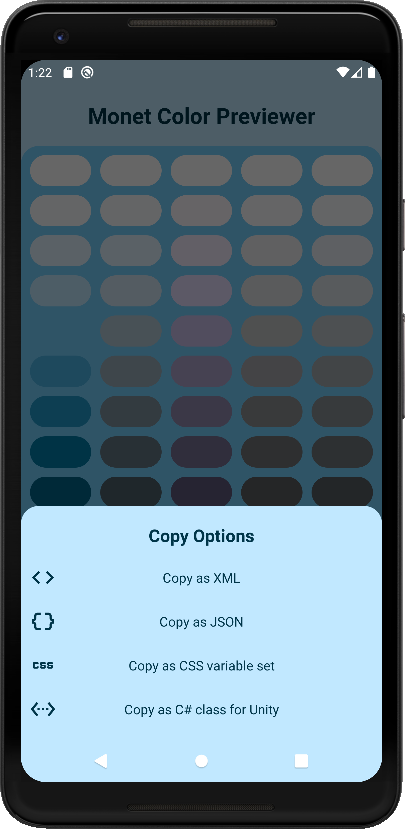 1:22
Monet Color Previewer
Copy Options
Copy as XML
Copy as JSON
CSS
Copy as CSS variable set
Copy as C# class for Unity